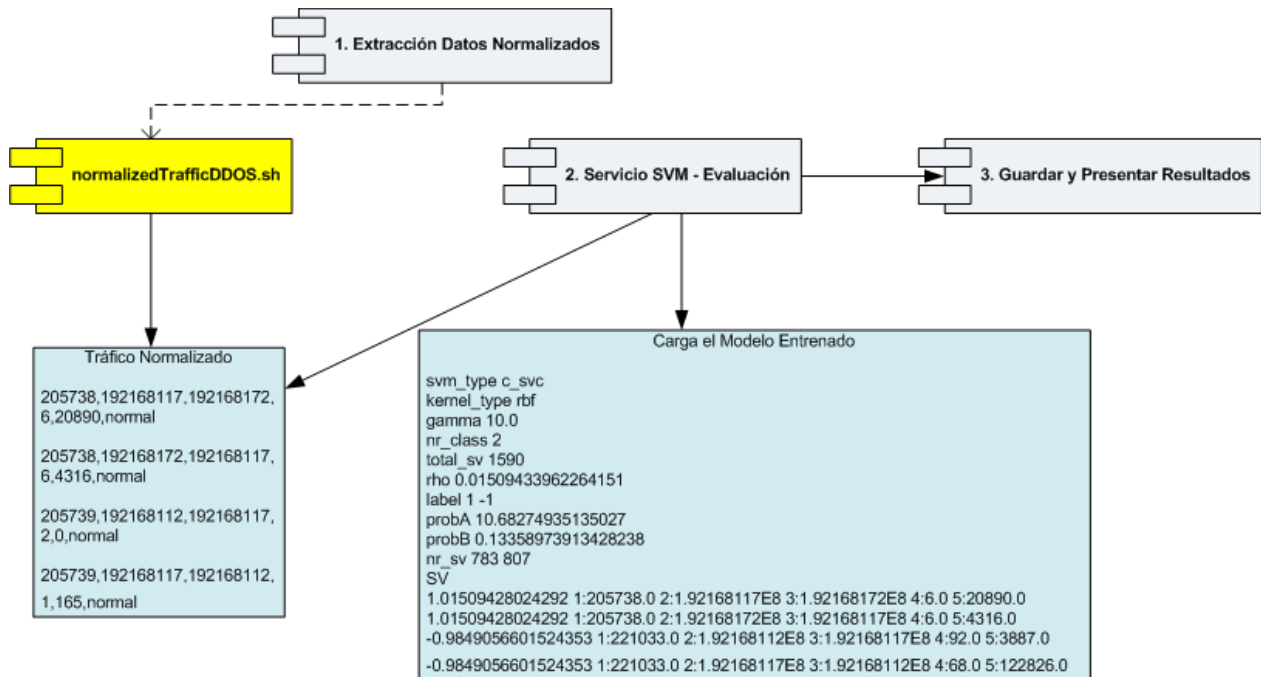 1. Extracción Datos Normalizados
normalizedTrafficDDOS.sh
2. Servicio SVM - Evaluación
3. Guardar y Presentar Resultados
Tráfico Normalizado
205738,192168117,192168172,
6,20890,normal
205738,192168172,192168117,
6,4316,normal
205739,192168112,192168117,
2,0,normal
205739,192168117,192168112,
1,165,normal
Carga el Modelo Entrenado
svm_type c_svc
kernel_type rbf
gamma 10.0
nr_class 2
total_sv 1590
rho 0.01509433962264151
label 1 -1
probA 10.68274935135027
probB 0.13358973913428238
nr_sv 783 807
SV
1.01509428024292 1:205738.0 2:1.92168117E8 3:1.92168172E8 4:6.0 5:20890.0
1.01509428024292 1:205738.0 2:1.92168172E8 3:1.92168117E8 4:6.0 5:4316.0
-0.9849056601524353 1:221033.0 2:1.92168112E8 3:1.92168117E8 4:92.0 5:3887.0
-0.9849056601524353 1:221033.0 2:1.92168117E8 3:1.92168112E8 4:68.0 5:122826.0